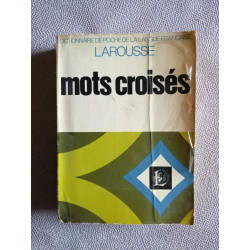 DICTIONNAIRE DE POCHE DE LA LANGUE FRANÇAISE
LAROUSSE
mots croisés